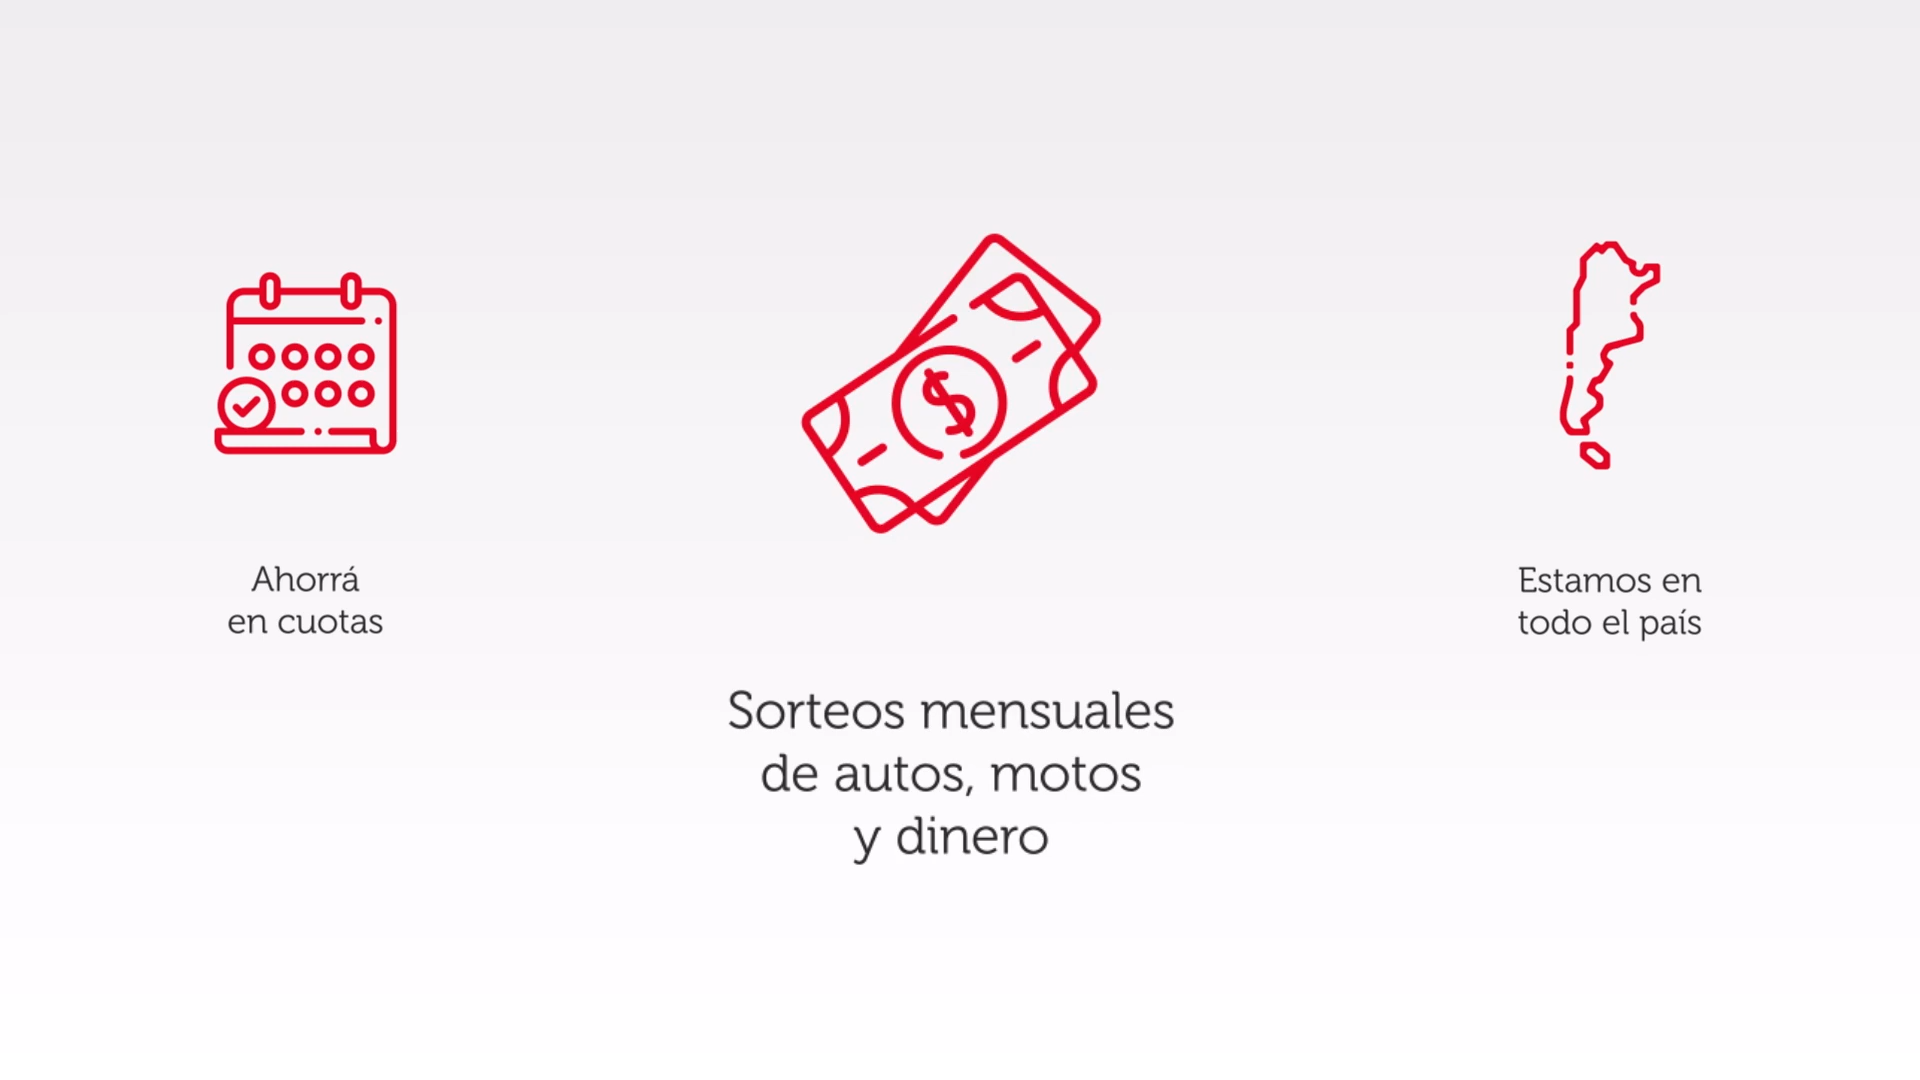 Ahorrá
en cuotas
$
Sorteos mensuales
de autos, motos
y dinero
Estamos en
todo el país